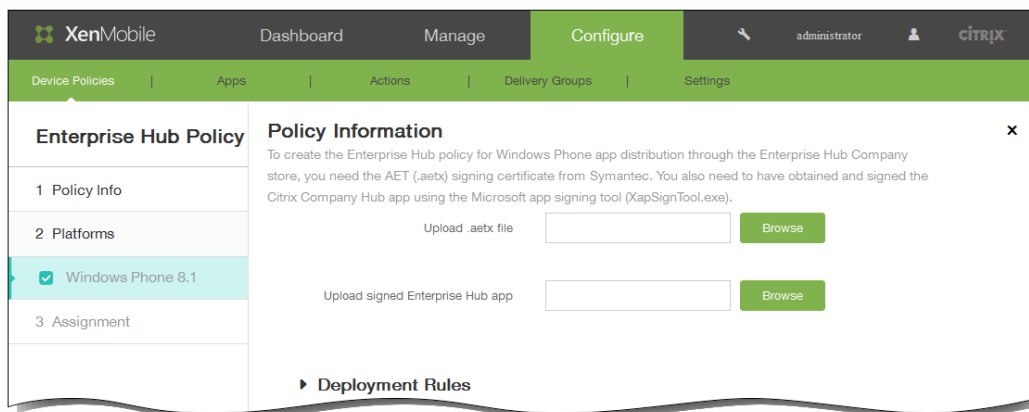 XenMobile Dashboard Manage Configure administrator CİTRIX
Device Policies | Apps | Actions | Delivery Groups | Settings
Enterprise Hub Policy
1 Policy Info
2 Platforms
Windows Phone 8.1
3 Assignment
Policy Information x
To create the Enterprise Hub policy for Windows Phone app distribution through the Enterprise Hub Company
store, you need the AET (.aetx) signing certificate from Symantec. You also need to have obtained and signed the
Citrix Company Hub app using the Microsoft app signing tool (XapSignTool.exe).
Upload .aetx file Browse
Upload signed Enterprise Hub app Browse
Deployment Rules